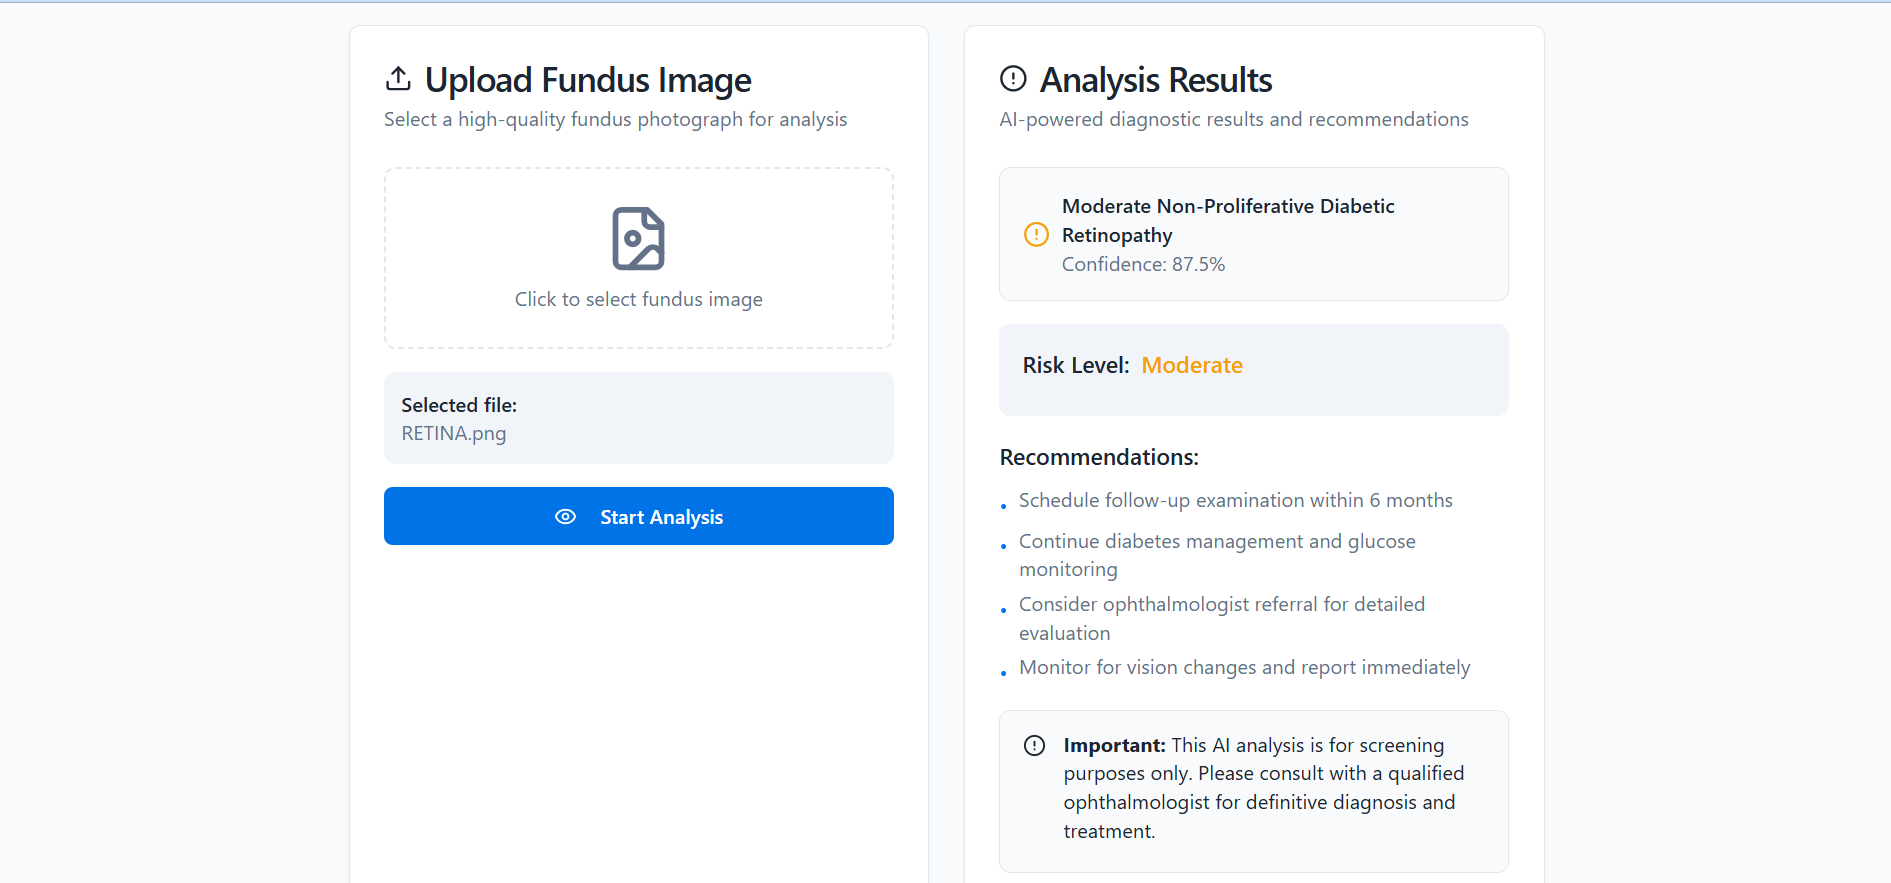 Upload Fundus Image
Select a high-quality fundus photograph for analysis
Click to select fundus image
Selected file:
RETINA.png
Start Analysis
Analysis Results
AI-powered diagnostic results and recommendations
Moderate Non-Proliferative Diabetic
Retinopathy
Confidence: 87.5%
Risk Level: Moderate
Recommendations:
• Schedule follow-up examination within 6 months
• Continue diabetes management and glucose
monitoring
• Consider ophthalmologist referral for detailed
evaluation
• Monitor for vision changes and report immediately
Important: This AI analysis is for screening
purposes only. Please consult with a qualified
ophthalmologist for definitive diagnosis and
treatment.